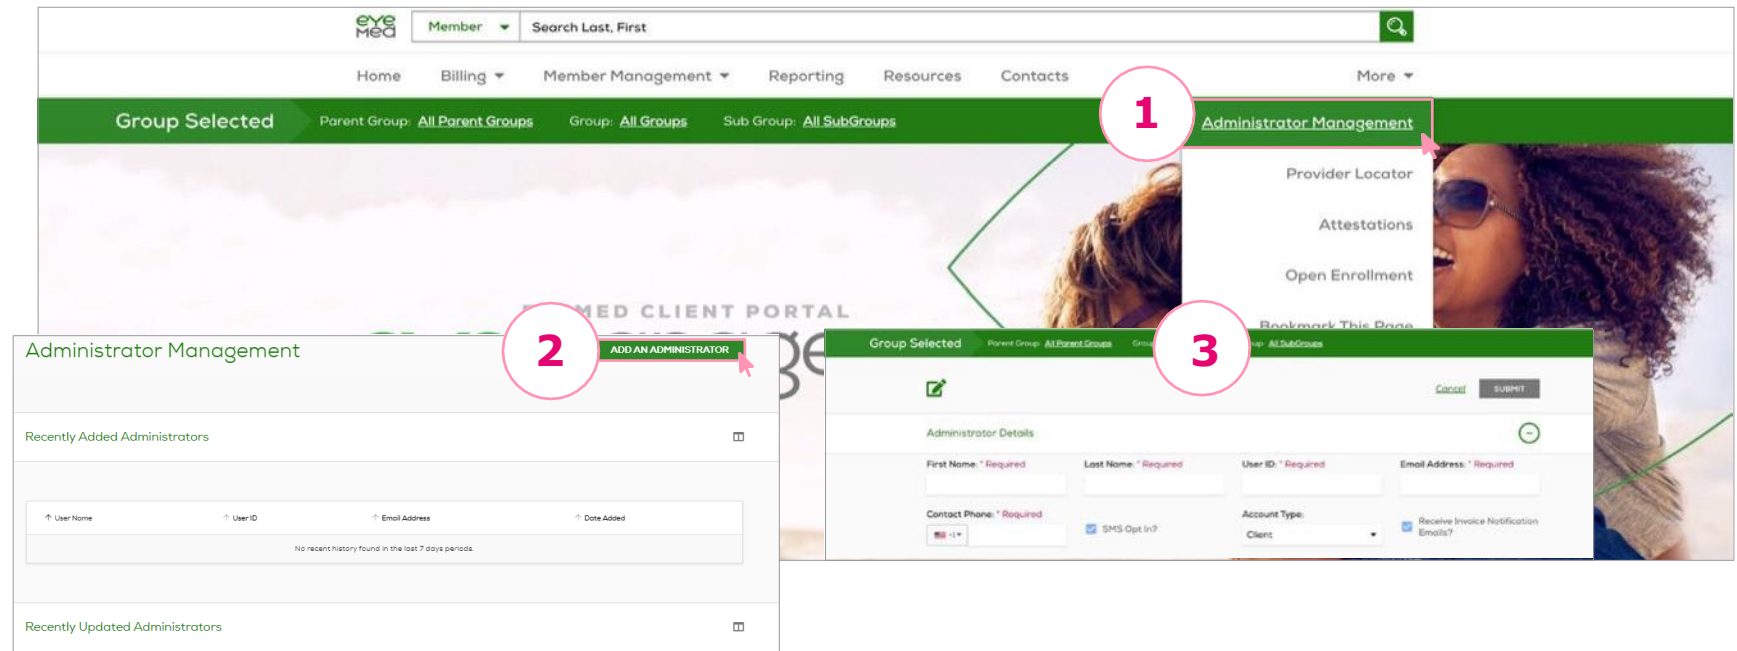 eye
med
Member
Search Last, First
Home Billing Member Management Reporting Resources Contacts More
1
Group Selected Parent Group: All Parent Groups Group: All Groups Sub Group: All SubGroups Administrator Management
Provider Locator
Attestations
Open Enrollment
Bookmark This Page
MED CLIENT PORTAL
2
Administrator Management ADD AN ADMINISTRATOR
Recently Added Administrators
↑ User Name ↑ User ID ↑ Email Address ↑ Date Added
No recent history found in the last 7 days periods.
Recently Updated Administrators
3
Group Selected Parent Group: All Parent Groups All SubGroups
Cancel SUBMIT
Administrator Details
First Name: * Required Last Name: * Required User ID: * Required Email Address: * Required
Contact Phone: * Required SMS Opt In? Account Type: Receive Invoice Notification
Client Emails?